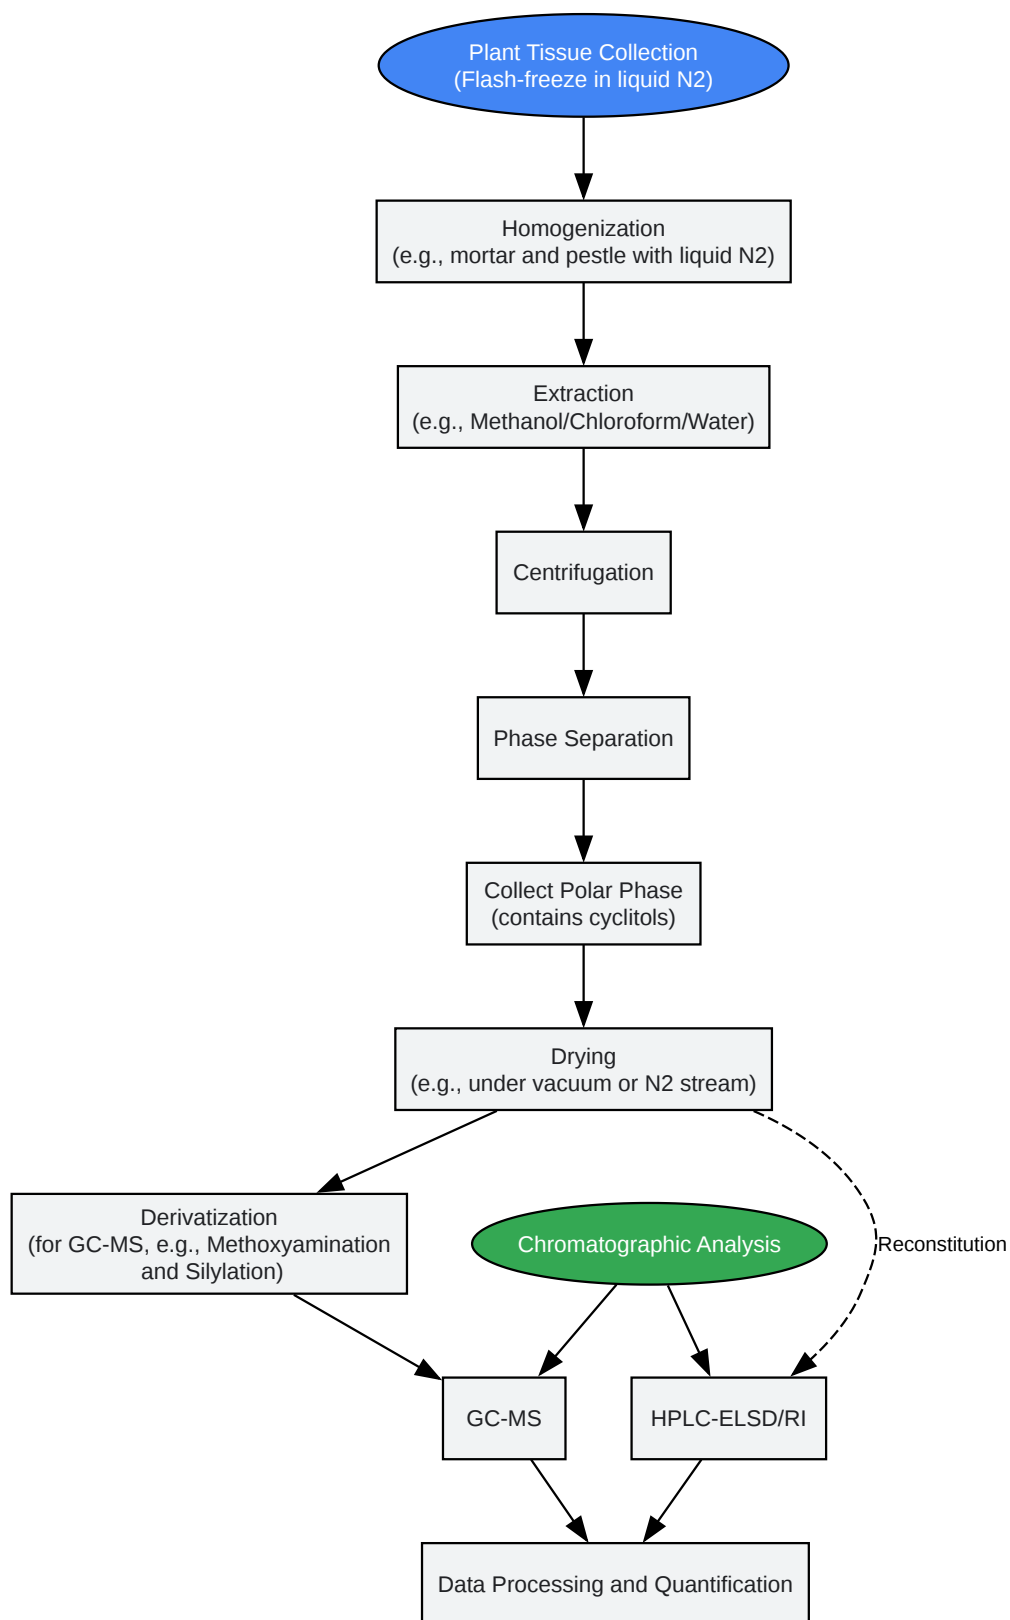 Plant Tissue Collection
(Flash-freeze in liquid N2)
Homogenization
(e.g., mortar and pestle with liquid N2)
Extraction
(e.g., Methanol/Chloroform/Water)
Centrifugation
Phase Separation
Collect Polar Phase
(contains cyclitols)
Drying
(e.g., under vacuum or N2 stream)
Derivatization
(for GC-MS, e.g., Methoxyamination
and Silylation)
Chromatographic Analysis
Reconstitution
GC-MS
HPLC-ELSD/RI
Data Processing and Quantification